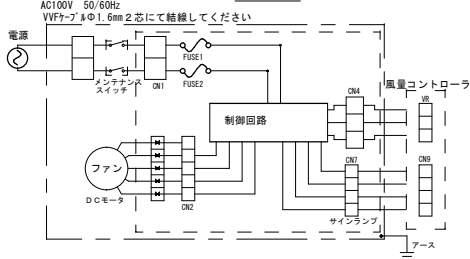 AC100V 50/60Hz
VVFケーブルΦ1.6mm2芯にて結線してください
電源
メンテナンス
スイッチ
CN1
FUSE1
FUSE2
制御回路
CN4
風量コントローラ
VR
ファン
DCモータ
CN2
CN7
CN9
サインランプ
アース